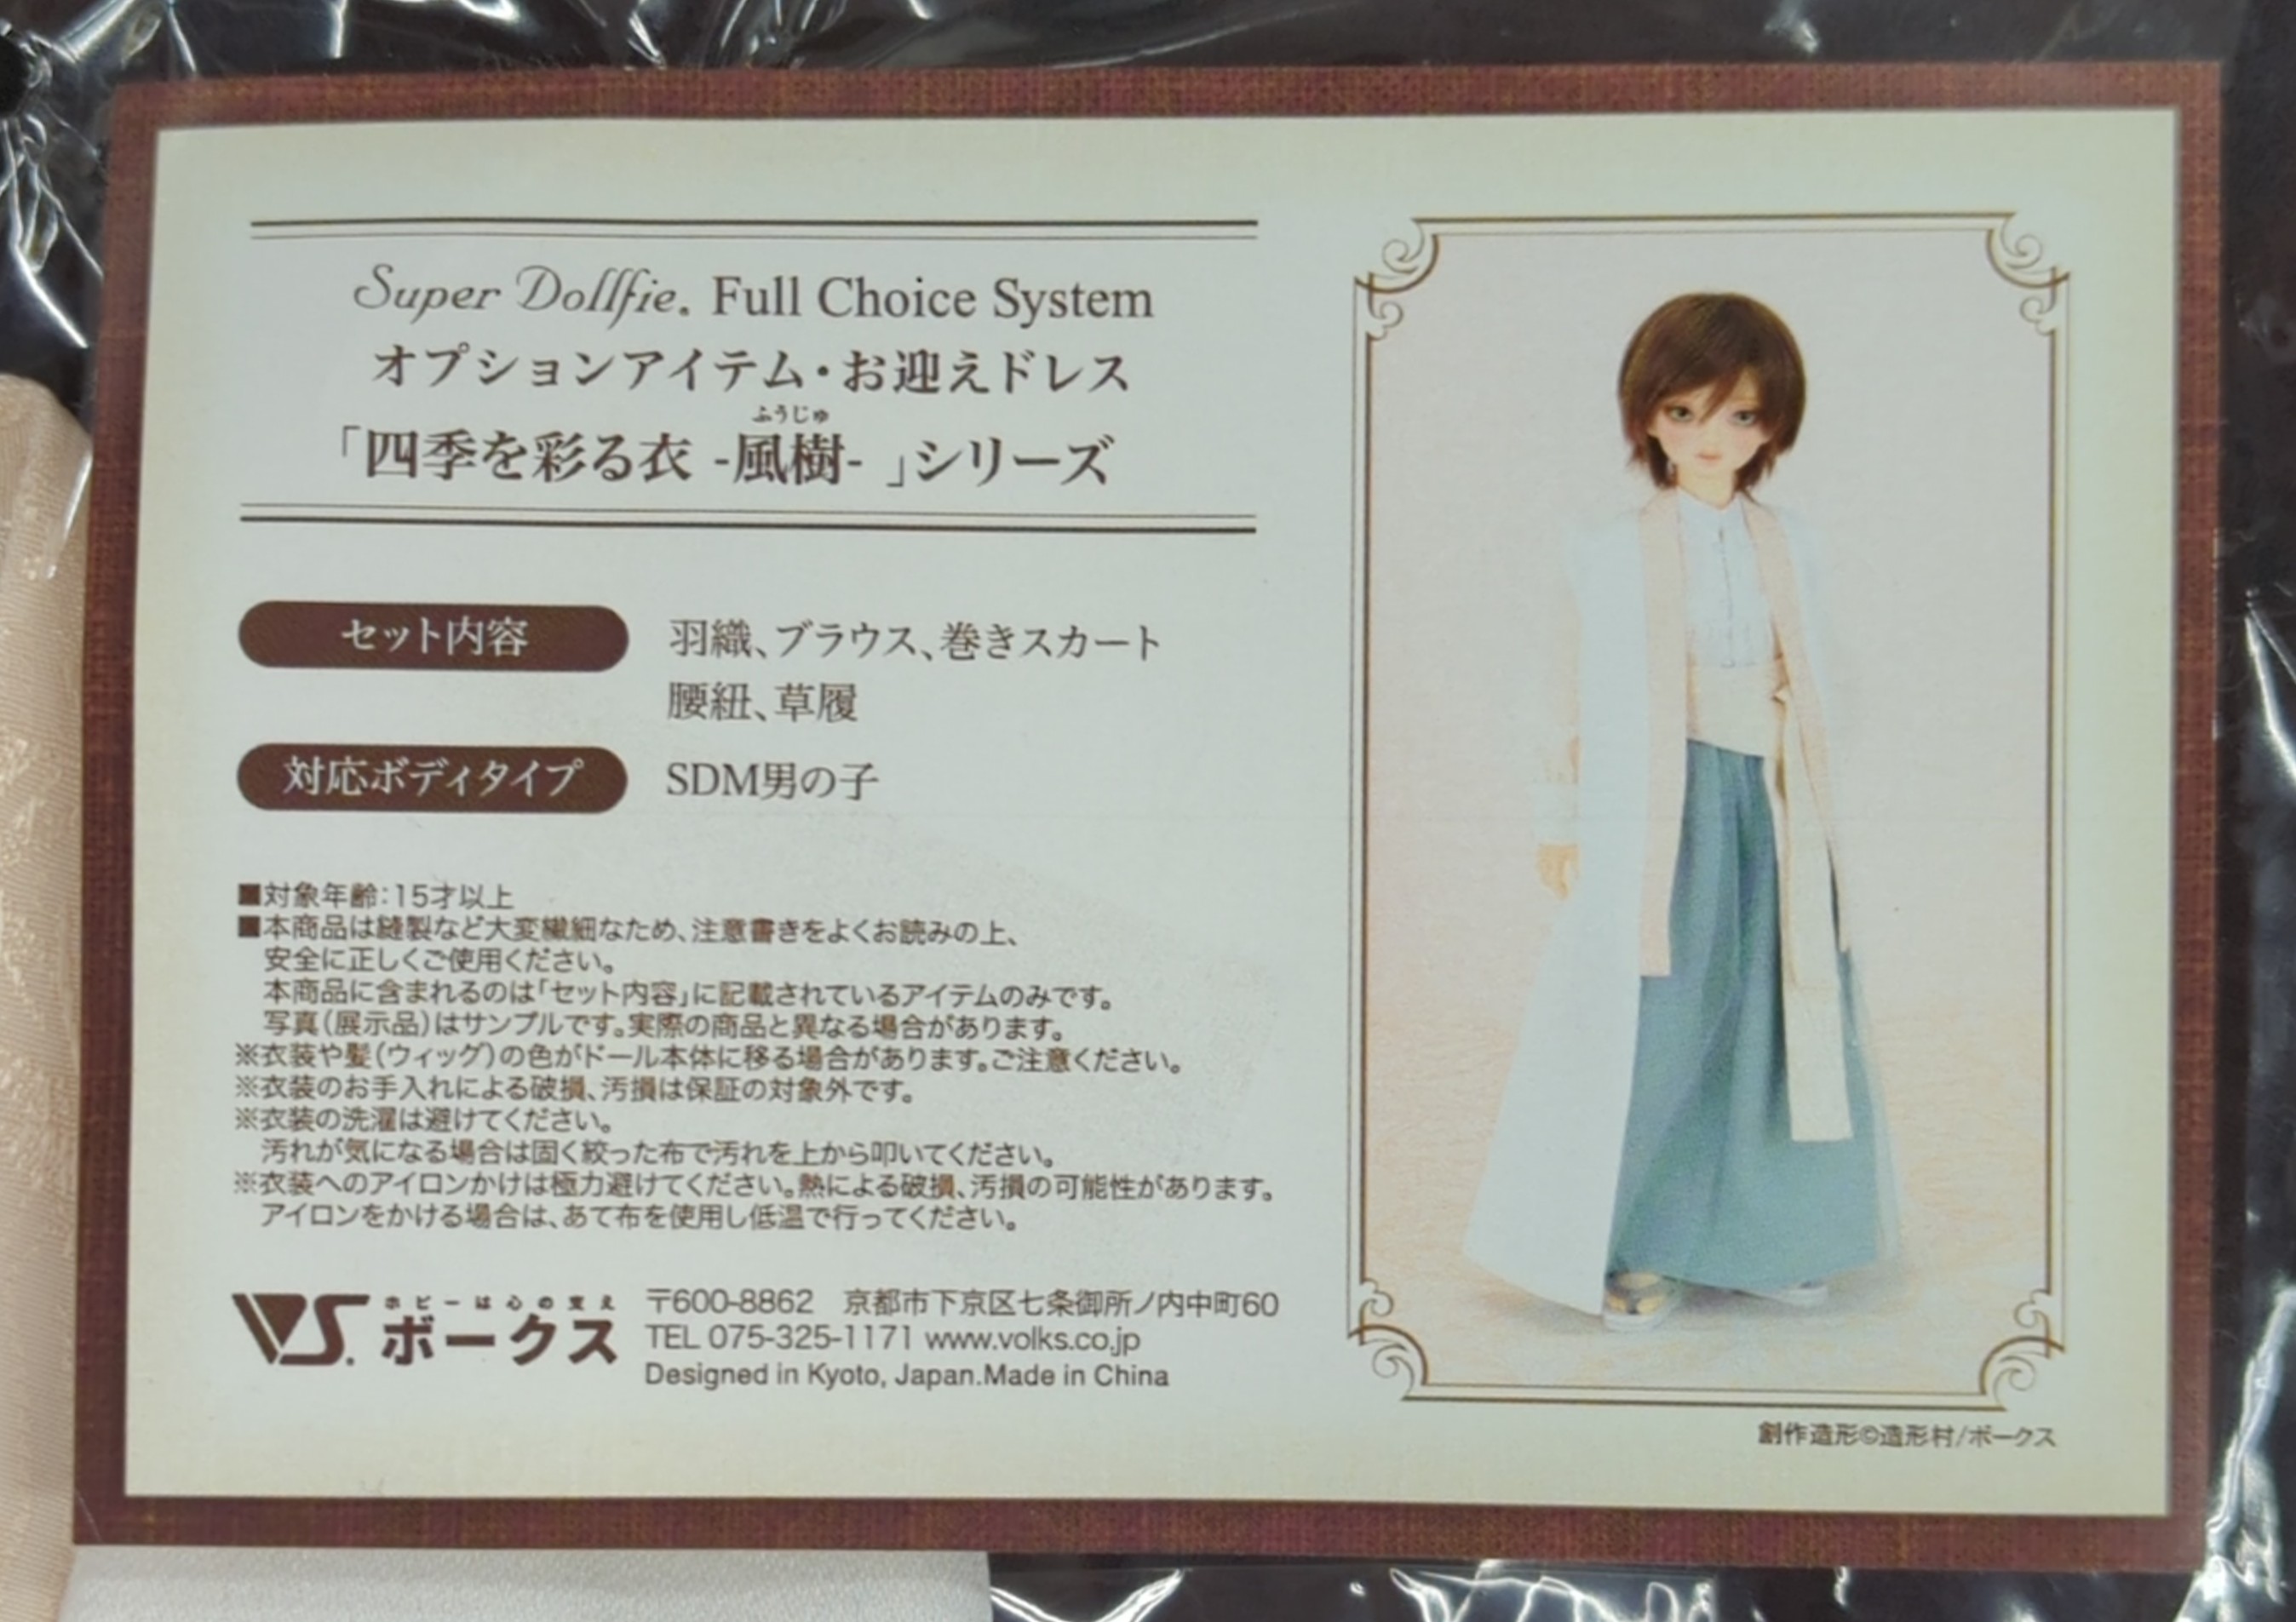 Super Dollfie. Full Choice System
オプションアイテム・お迎えドレス
ふうじゅ
「四季を彩る衣 -風樹- 」シリーズ
セット内容 羽織、ブラウス、巻きスカート
腰紐、草履
対応ボディタイプ SDM男の子
■対象年齢:15才以上
■本商品は縫製など大変繊細なため、注意書きをよくお読みの上、
安全に正しくご使用ください。
本商品に含まれるのは「セット内容」に記載されているアイテムのみです。
写真(展示品)はサンプルです。実際の商品と異なる場合があります。
※衣装や髪(ウィッグ)の色がドール本体に移る場合があります。ご注意ください。
※衣装のお手入れによる破損、汚損は保証の対象外です。
※衣装の洗濯は避けてください。
汚れが気になる場合は固く絞った布で汚れを上から叩いてください。
※衣装へのアイロンかけは極力避けてください。熱による破損、汚損の可能性があります。
アイロンをかける場合は、あて布を使用し低温で行ってください。
VS. ホビーは心の支え
ボークス
〒600-8862 京都市下京区七条御所ノ内中町60
TEL 075-325-1171 www.volks.co.jp
Designed in Kyoto, Japan.Made in China
創作造形©造形村/ボークス